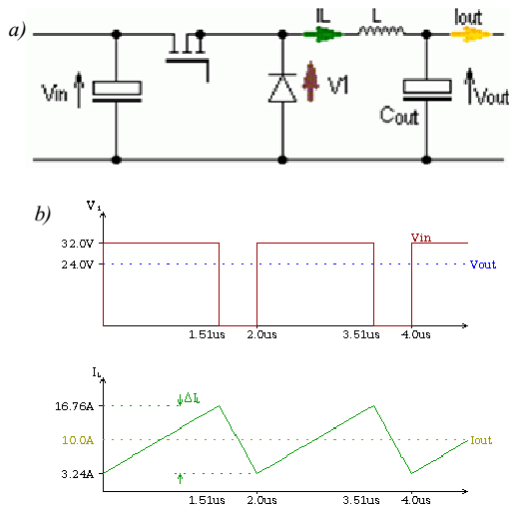 a)
IL L Iout
Vin V1 Cout Vout
b)
V1
32.0V Vin
24.0V Vout
1.51us 2.0us 3.51us 4.0us
IL
16.76A ΔIL
10.0A Iout
3.24A
1.51us 2.0us 3.51us 4.0us